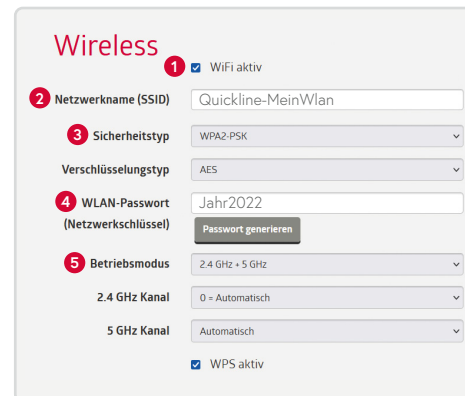 Wireless
1 WiFi aktiv
2 Netzwerkname (SSID) Quickline-MeinWlan
3 Sicherheitstyp WPA2-PSK
Verschlüsselungstyp AES
4 WLAN-Passwort Jahr2022
(Netzwerkschlüssel) Passwort generieren
5 Betriebsmodus 2.4 GHz + 5 GHz
2.4 GHz Kanal 0 = Automatisch
5 GHz Kanal Automatisch
WPS aktiv